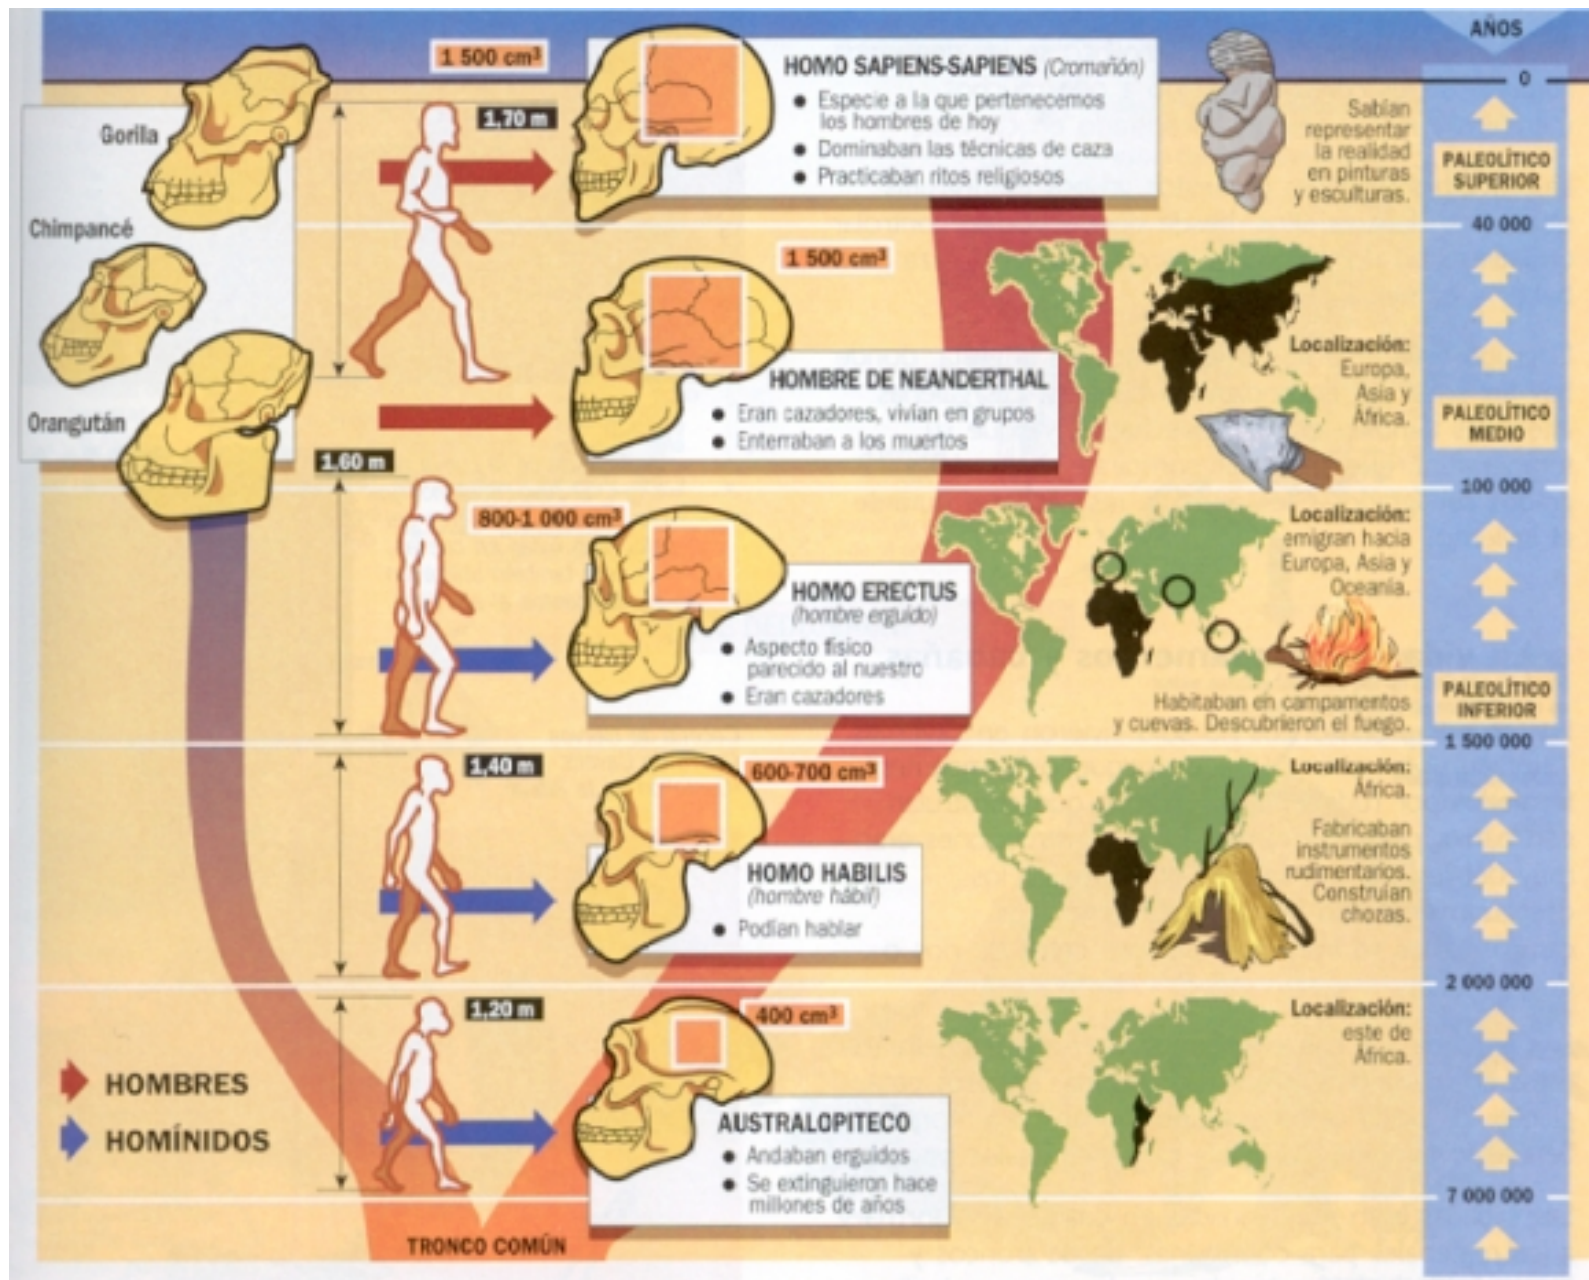 Gorila
Chimpancé
Orangután
1 500 cm³
1,70 m
HOMO SAPIENS-SAPIENS (Cromañón)
● Especie a la que pertenecemos
los hombres de hoy
● Dominaban las técnicas de caza
● Practicaban ritos religiosos
Sabían
representar
la realidad
en pinturas
y esculturas.
1 500 cm³
HOMBRE DE NEANDERTHAL
● Eran cazadores, vivían en grupos
● Enterraban a los muertos
Localización:
Europa,
Asia y
África.
1,60 m
800-1 000 cm³
HOMO ERECTUS
(hombre erguido)
● Aspecto físico
parecido al nuestro
● Eran cazadores
Localización:
emigran hacia
Europa, Asia y
Oceanía.
Habitaban en campamentos
y cuevas. Descubrieron el fuego.
1,40 m
600-700 cm³
HOMO HABILIS
(hombre hábil)
● Podían hablar
Localización:
África.
Fabricaban
instrumentos
rudimentarios.
Construían
chozas.
1,20 m
400 cm³
AUSTRALOPITECO
● Andaban erguidos
● Se extinguieron hace
millones de años
Localización:
este de
África.
HOMBRES
HOMÍNIDOS
TRONCO COMÚN
AÑOS
0
PALEOLÍTICO
SUPERIOR
40 000
PALEOLÍTICO
MEDIO
100 000
PALEOLÍTICO
INFERIOR
1 500 000
2 000 000
7 000 000